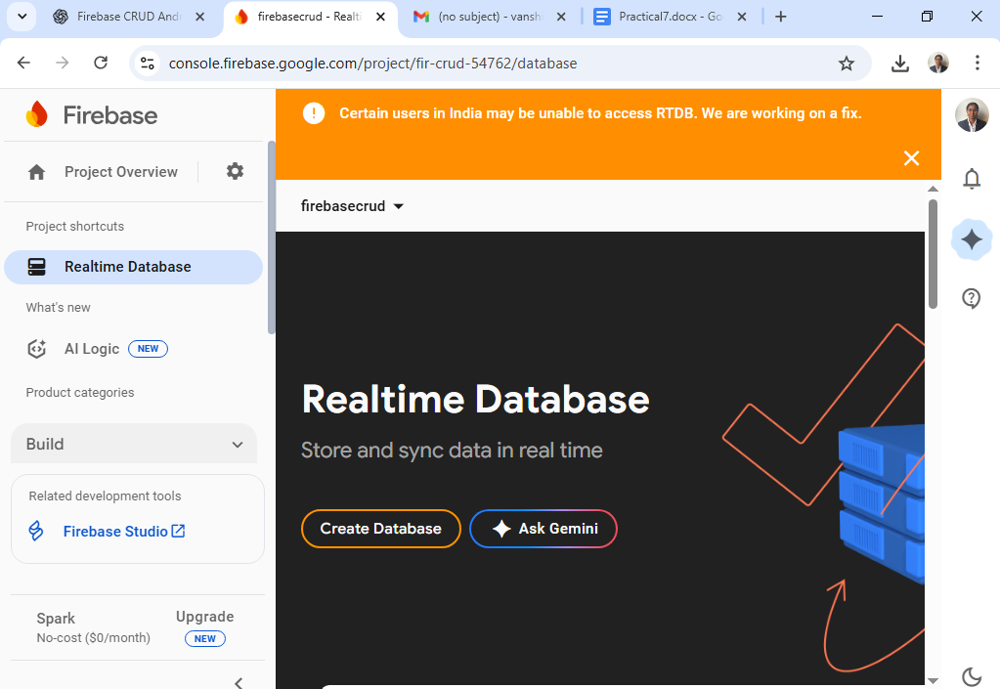 Firebase CRUD Andr
firebasecrud - Realti
(no subject) - vansh
Practical7.docx - Go
console.firebase.google.com/project/fir-crud-54762/database
Firebase
Project Overview
Project shortcuts
Realtime Database
What's new
AI Logic NEW
Product categories
Build
Related development tools
Firebase Studio
Spark
No-cost ($0/month)
Upgrade
NEW
Certain users in India may be unable to access RTDB. We are working on a fix.
firebasecrud
Realtime Database
Store and sync data in real time
Create Database
Ask Gemini